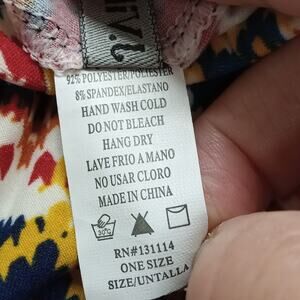 92% POLYESTER/POLIESTER
8% SPANDEX/ELASTANO
HAND WASH COLD
DO NOT BLEACH
HANG DRY
LAVE FRIO A MANO
NO USAR CLORO
MADE IN CHINA
30°C
RN#131114
ONE SIZE
SIZE/UNTALLA